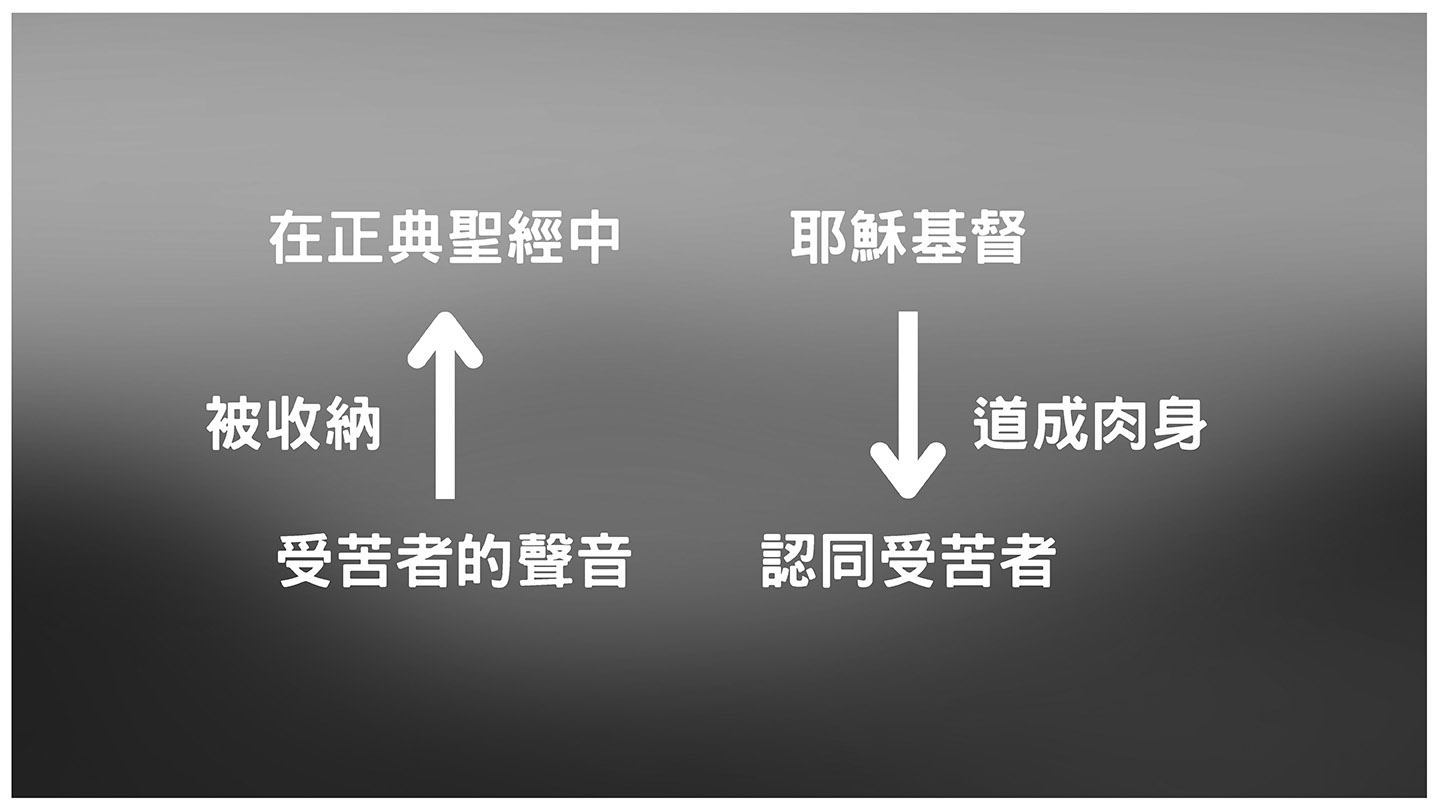 在正典聖經中
被收納
受苦者的聲音
耶穌基督
道成肉身
認同受苦者